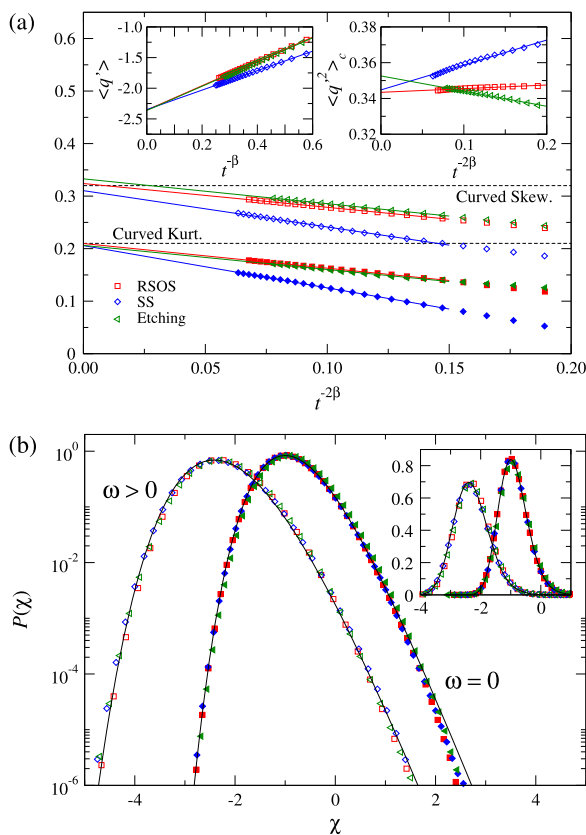 (a)
-1.0
-1.5
-2.0
-2.5
<q'>
0.0 0.2 0.4 0.6
t^-β
0.38
0.36
0.34
0.32
<q'^2>_c
0.0 0.1 0.2
t^-2β
0.6
0.5
0.4
0.3
0.2
0.1
0
Curved Skew.
Curved Kurt.
RSOS
SS
Etching
0.00 0.05 0.10 0.15 0.20
t^-2β
(b)
10^0
10^-2
10^-4
10^-6
P(χ)
ω > 0
ω = 0
0.8
0.6
0.4
0.2
0
-4 -2 0
-4 -2 0 2 4
χ